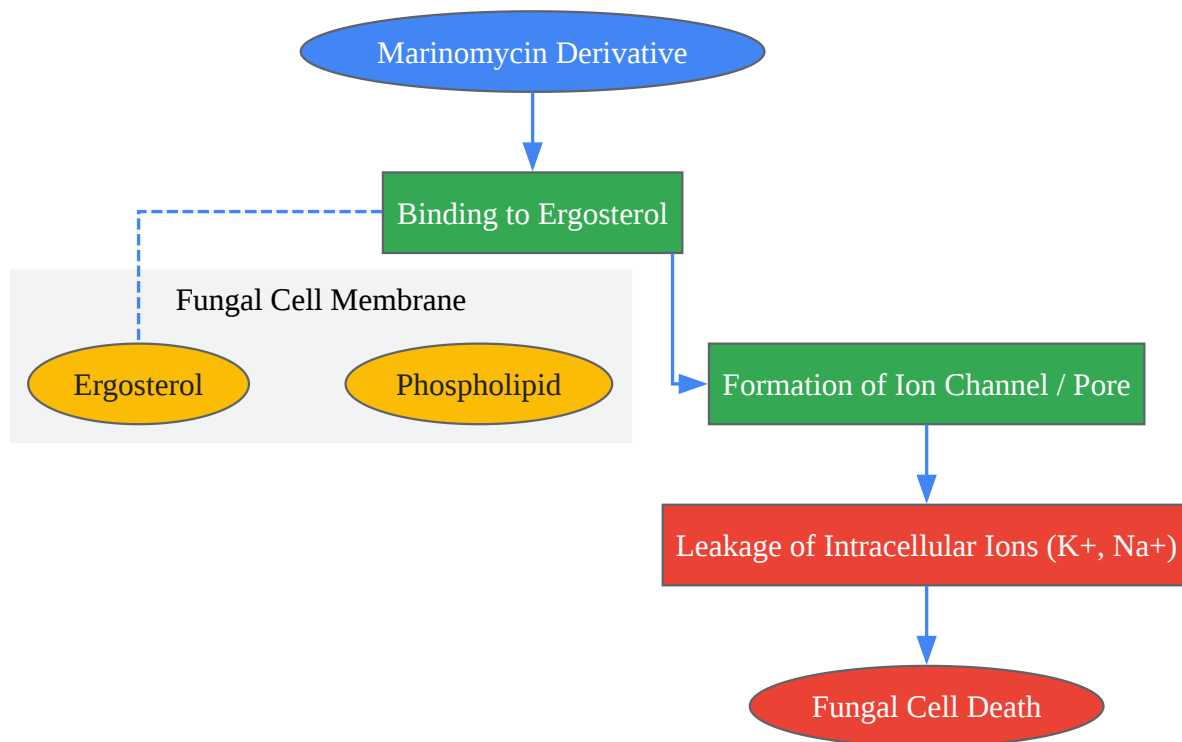 Marinomycin Derivative
Binding to Ergosterol
Fungal Cell Membrane
Ergosterol
Phospholipid
Formation of Ion Channel / Pore
Leakage of Intracellular Ions (K+, Na+)
Fungal Cell Death